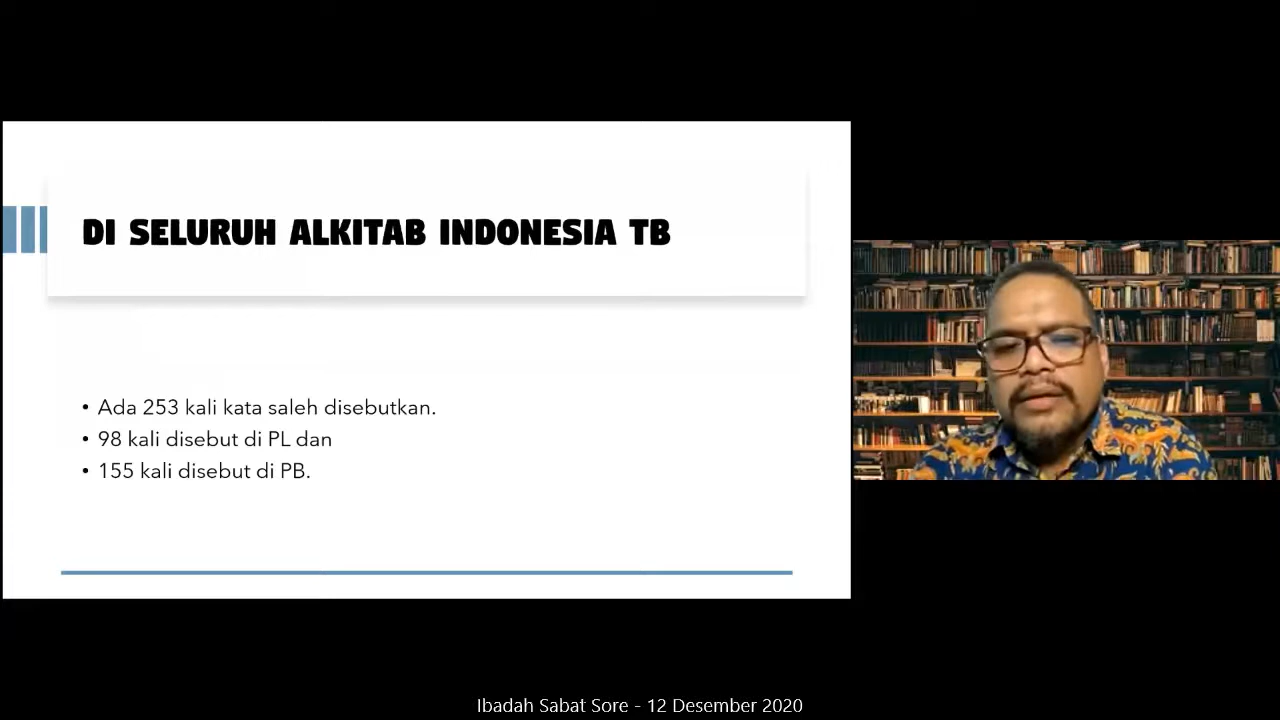 DI SELURUH ALKITAB INDONESIA TB
• Ada 253 kali kata saleh disebutkan.
• 98 kali disebut di PL dan
• 155 kali disebut di PB.
Ibadah Sabat Sore - 12 Desember 2020